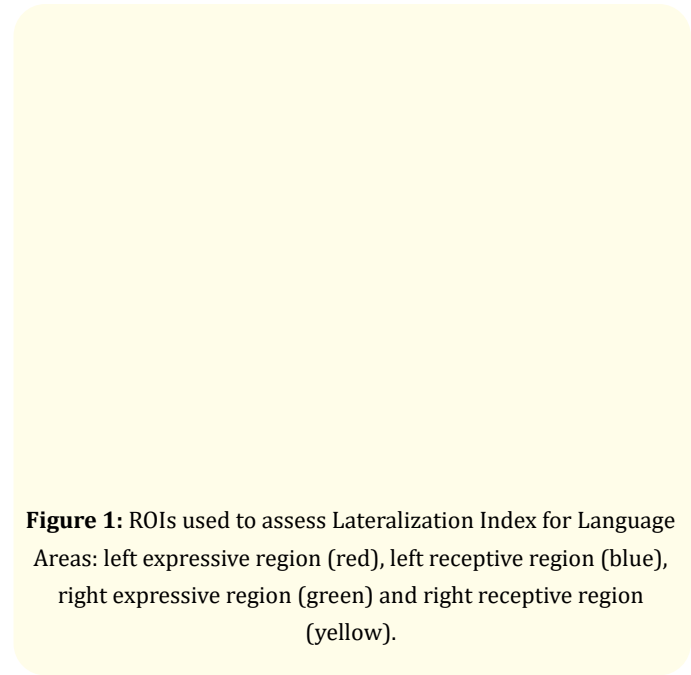 Figure 1: ROIs used to assess Lateralization Index for Language
Areas: left expressive region (red), left receptive region (blue),
right expressive region (green) and right receptive region
(yellow).